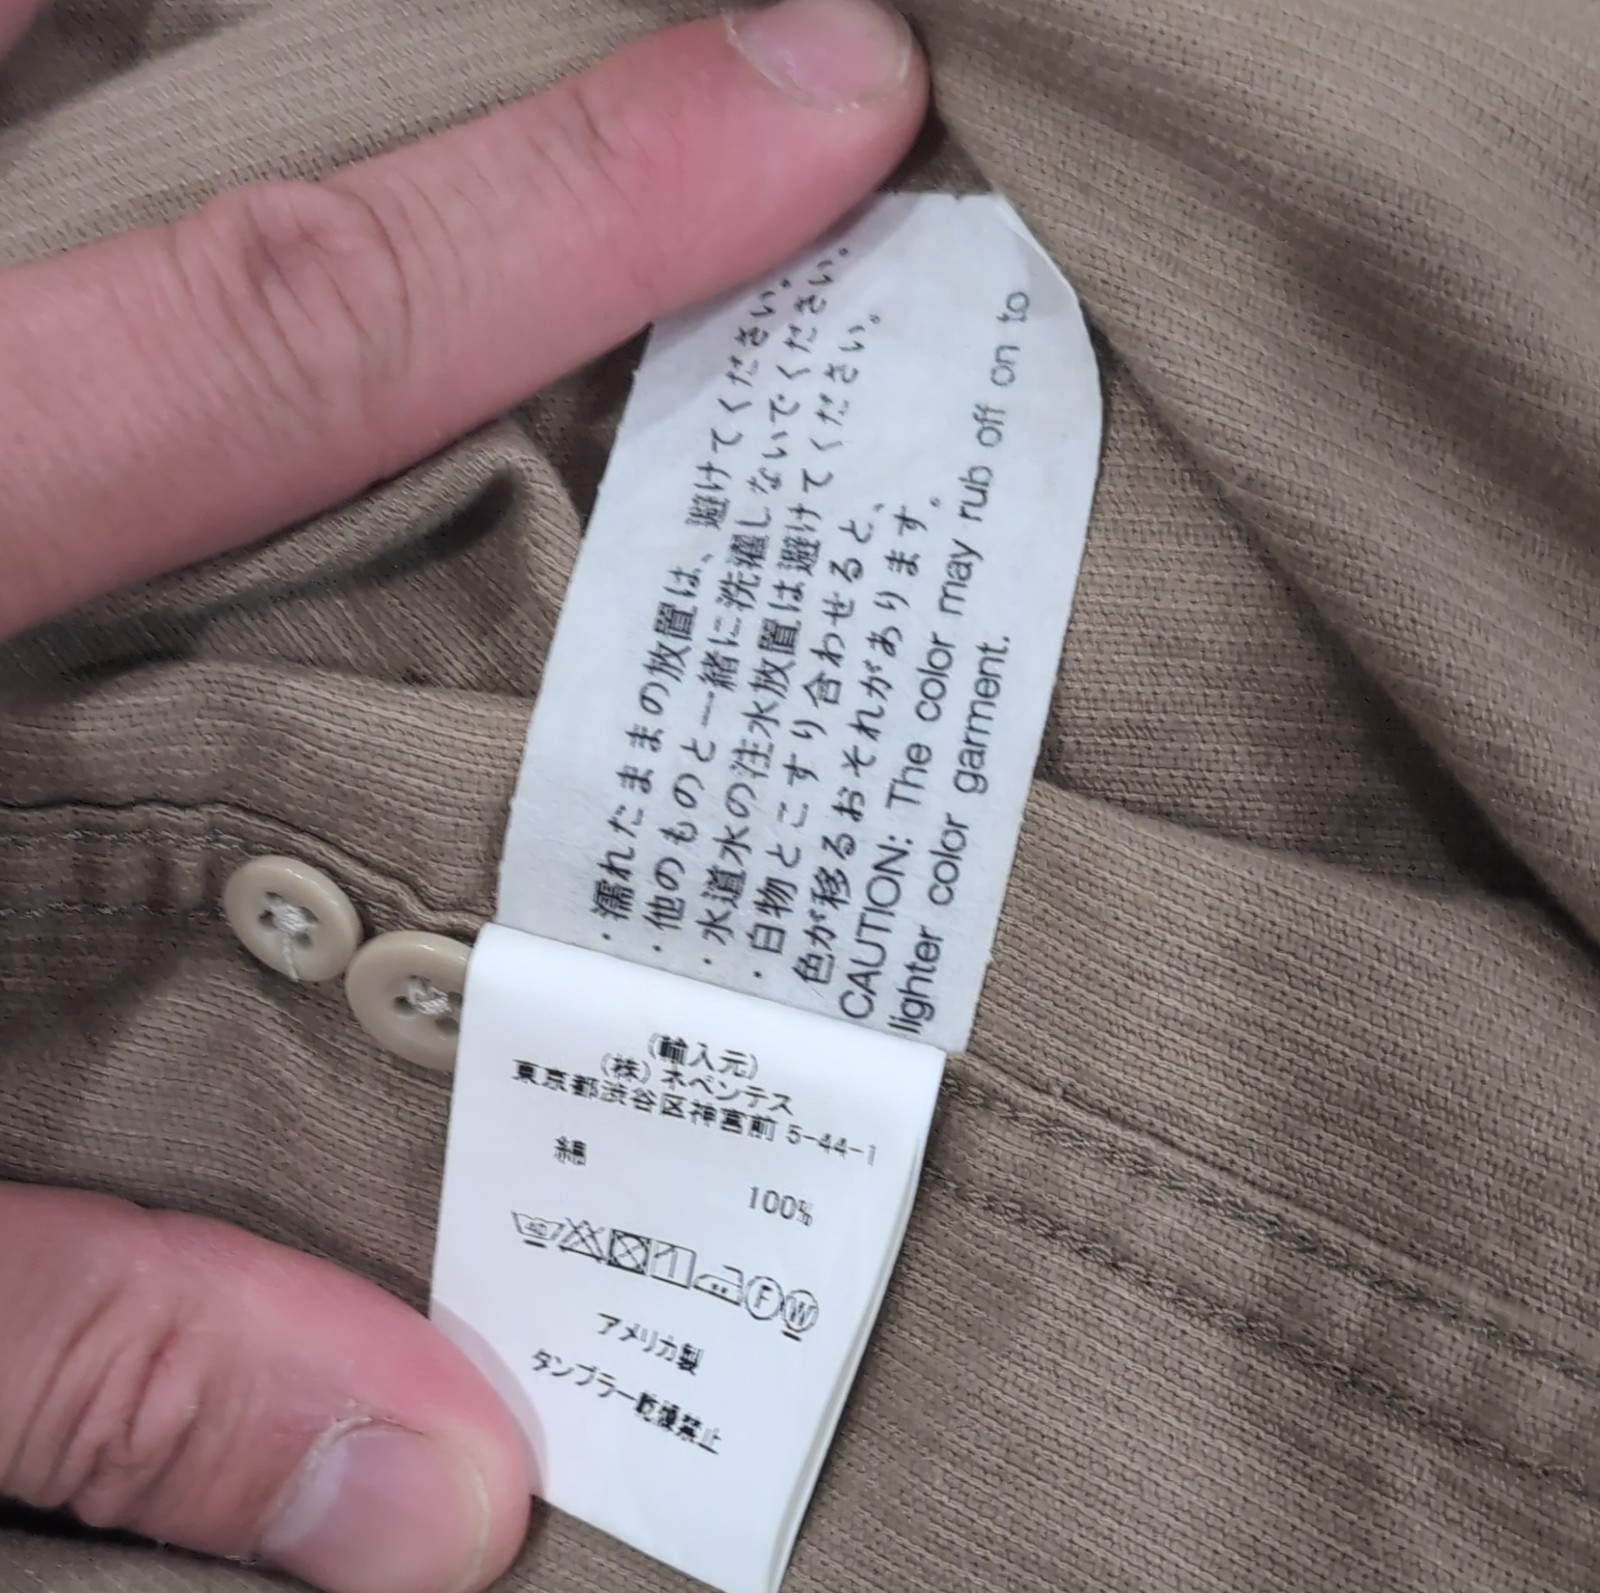 ・濡れたままの放置は、避けてください。
・他のものと一緒に洗濯しないでください。
・水道水の注水放置は避けてください。
・白物とこすり合わせると、
色が移るおそれがあります。
CAUTION: The color may rub off on to
lighter color garment.
(輸入元)
(株)ネペンテス
東京都渋谷区神宮前 5-44-1
綿
100%
40
F W
アメリカ製
タンブラー乾燥禁止